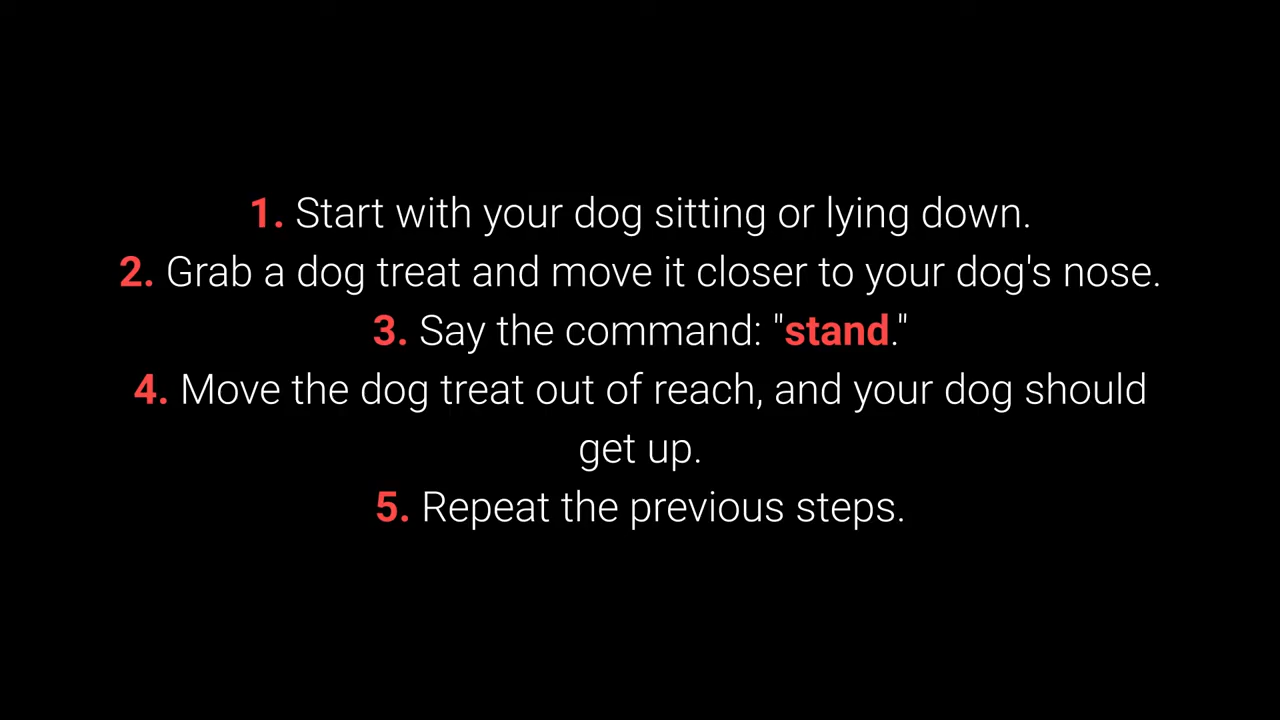 1. Start with your dog sitting or lying down.
2. Grab a dog treat and move it closer to your dog's nose.
3. Say the command: "stand."
4. Move the dog treat out of reach, and your dog should
get up.
5. Repeat the previous steps.